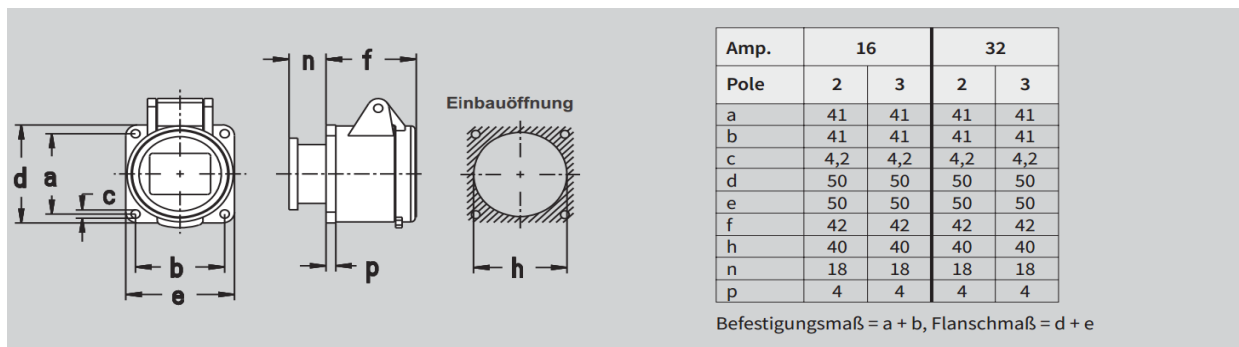 n f
Einbauöffnung
d a c
b p h
e
Amp. 16 32
Pole 2 3 2 3
a 41 41 41 41
b 41 41 41 41
c 4,2 4,2 4,2 4,2
d 50 50 50 50
e 50 50 50 50
f 42 42 42 42
h 40 40 40 40
n 18 18 18 18
p 4 4 4 4
Befestigungsmaß = a + b, Flanschmaß = d + e